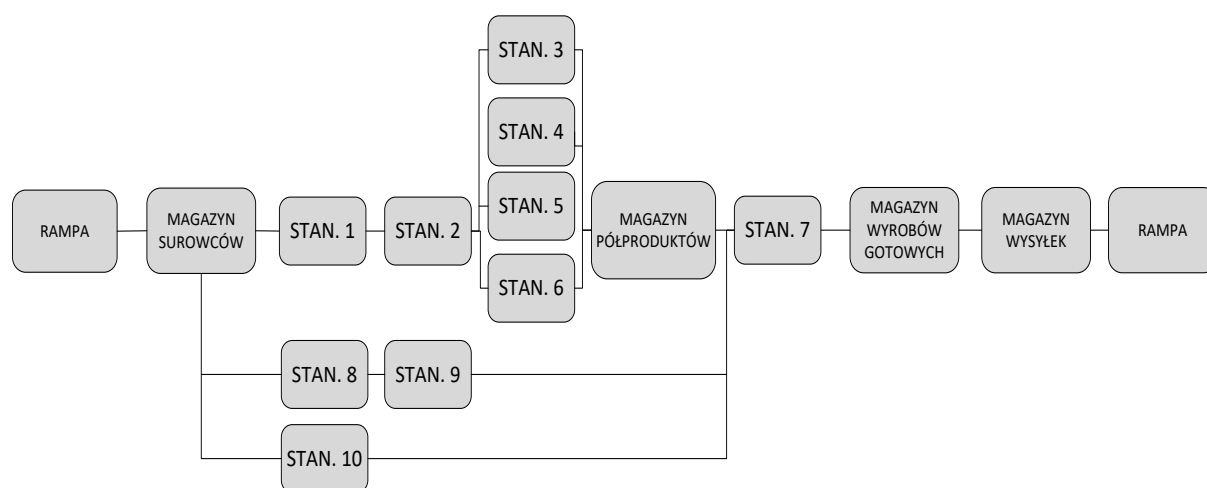 STAN. 3
STAN. 4
STAN. 5
STAN. 6
RAMPA
MAGAZYN
SUROWCÓW
STAN. 1
STAN. 2
MAGAZYN
PÓŁPRODUKTÓW
STAN. 7
MAGAZYN
WYROBÓW
GOTOWYCH
MAGAZYN
WYSYŁEK
RAMPA
STAN. 8
STAN. 9
STAN. 10